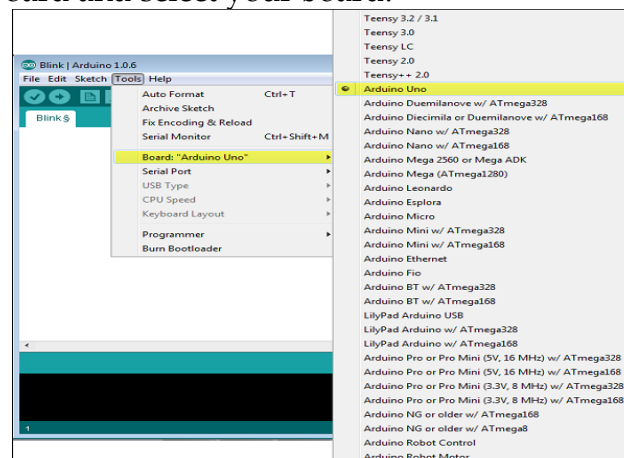 oard and select your board.
Blink | Arduino 1.0.6
File Edit Sketch Tools Help
Blink §
Auto Format Ctrl+T
Archive Sketch
Fix Encoding & Reload
Serial Monitor Ctrl+Shift+M
Board: "Arduino Uno"
Serial Port
USB Type
CPU Speed
Keyboard Layout
Programmer
Burn Bootloader
1
Teensy 3.2 / 3.1
Teensy 3.0
Teensy LC
Teensy 2.0
Teensy++ 2.0
Arduino Uno
Arduino Duemilanove w/ ATmega328
Arduino Diecimila or Duemilanove w/ ATmega168
Arduino Nano w/ ATmega328
Arduino Nano w/ ATmega168
Arduino Mega 2560 or Mega ADK
Arduino Mega (ATmega1280)
Arduino Leonardo
Arduino Esplora
Arduino Micro
Arduino Mini w/ ATmega328
Arduino Mini w/ ATmega168
Arduino Ethernet
Arduino Fio
Arduino BT w/ ATmega328
Arduino BT w/ ATmega168
LilyPad Arduino USB
LilyPad Arduino w/ ATmega328
LilyPad Arduino w/ ATmega168
Arduino Pro or Pro Mini (5V, 16 MHz) w/ ATmega328
Arduino Pro or Pro Mini (5V, 16 MHz) w/ ATmega168
Arduino Pro or Pro Mini (3.3V, 8 MHz) w/ ATmega328
Arduino Pro or Pro Mini (3.3V, 8 MHz) w/ ATmega168
Arduino NG or older w/ ATmega168
Arduino NG or older w/ ATmega8
Arduino Robot Control
Arduino Robot Motor